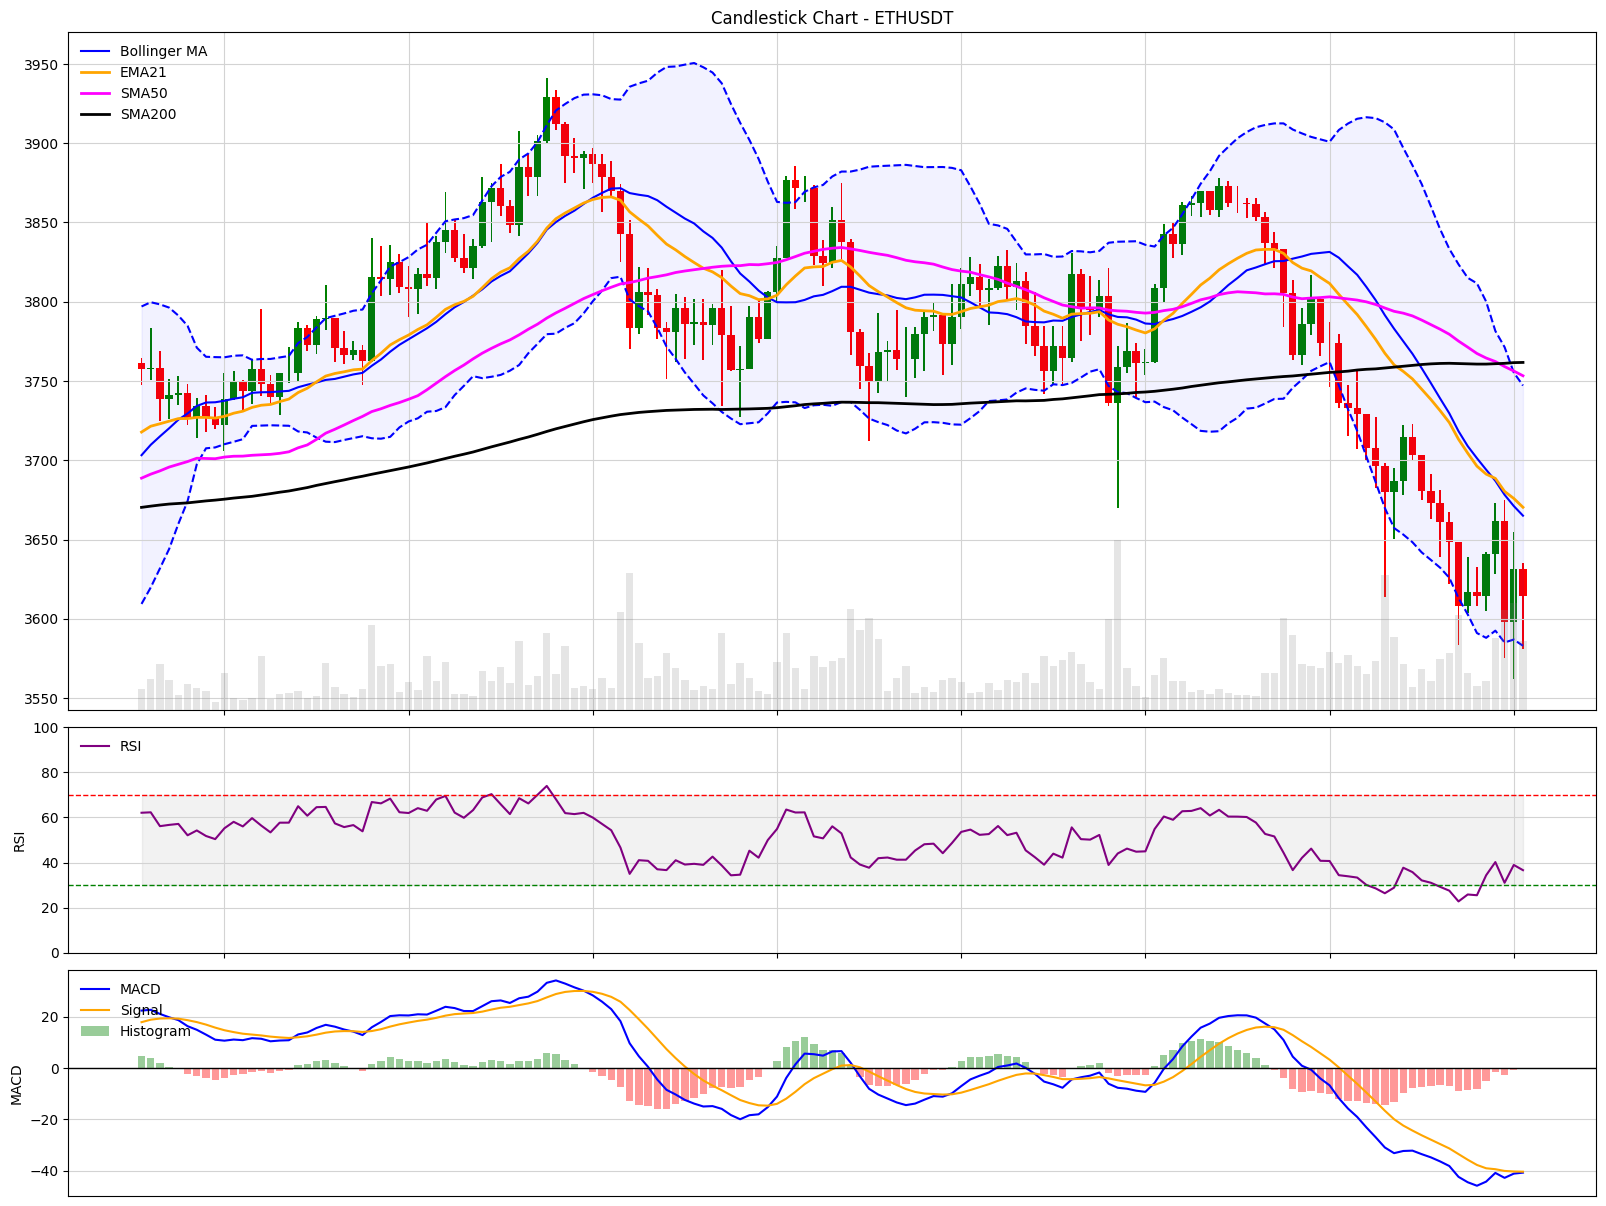 Candlestick Chart - ETHUSDT
Bollinger MA
EMA21
SMA50
SMA200
3950
3900
3850
3800
3750
3700
3650
3600
3550
RSI
RSI
100
80
60
40
20
0
MACD
Signal
Histogram
MACD
20
0
−20
−40